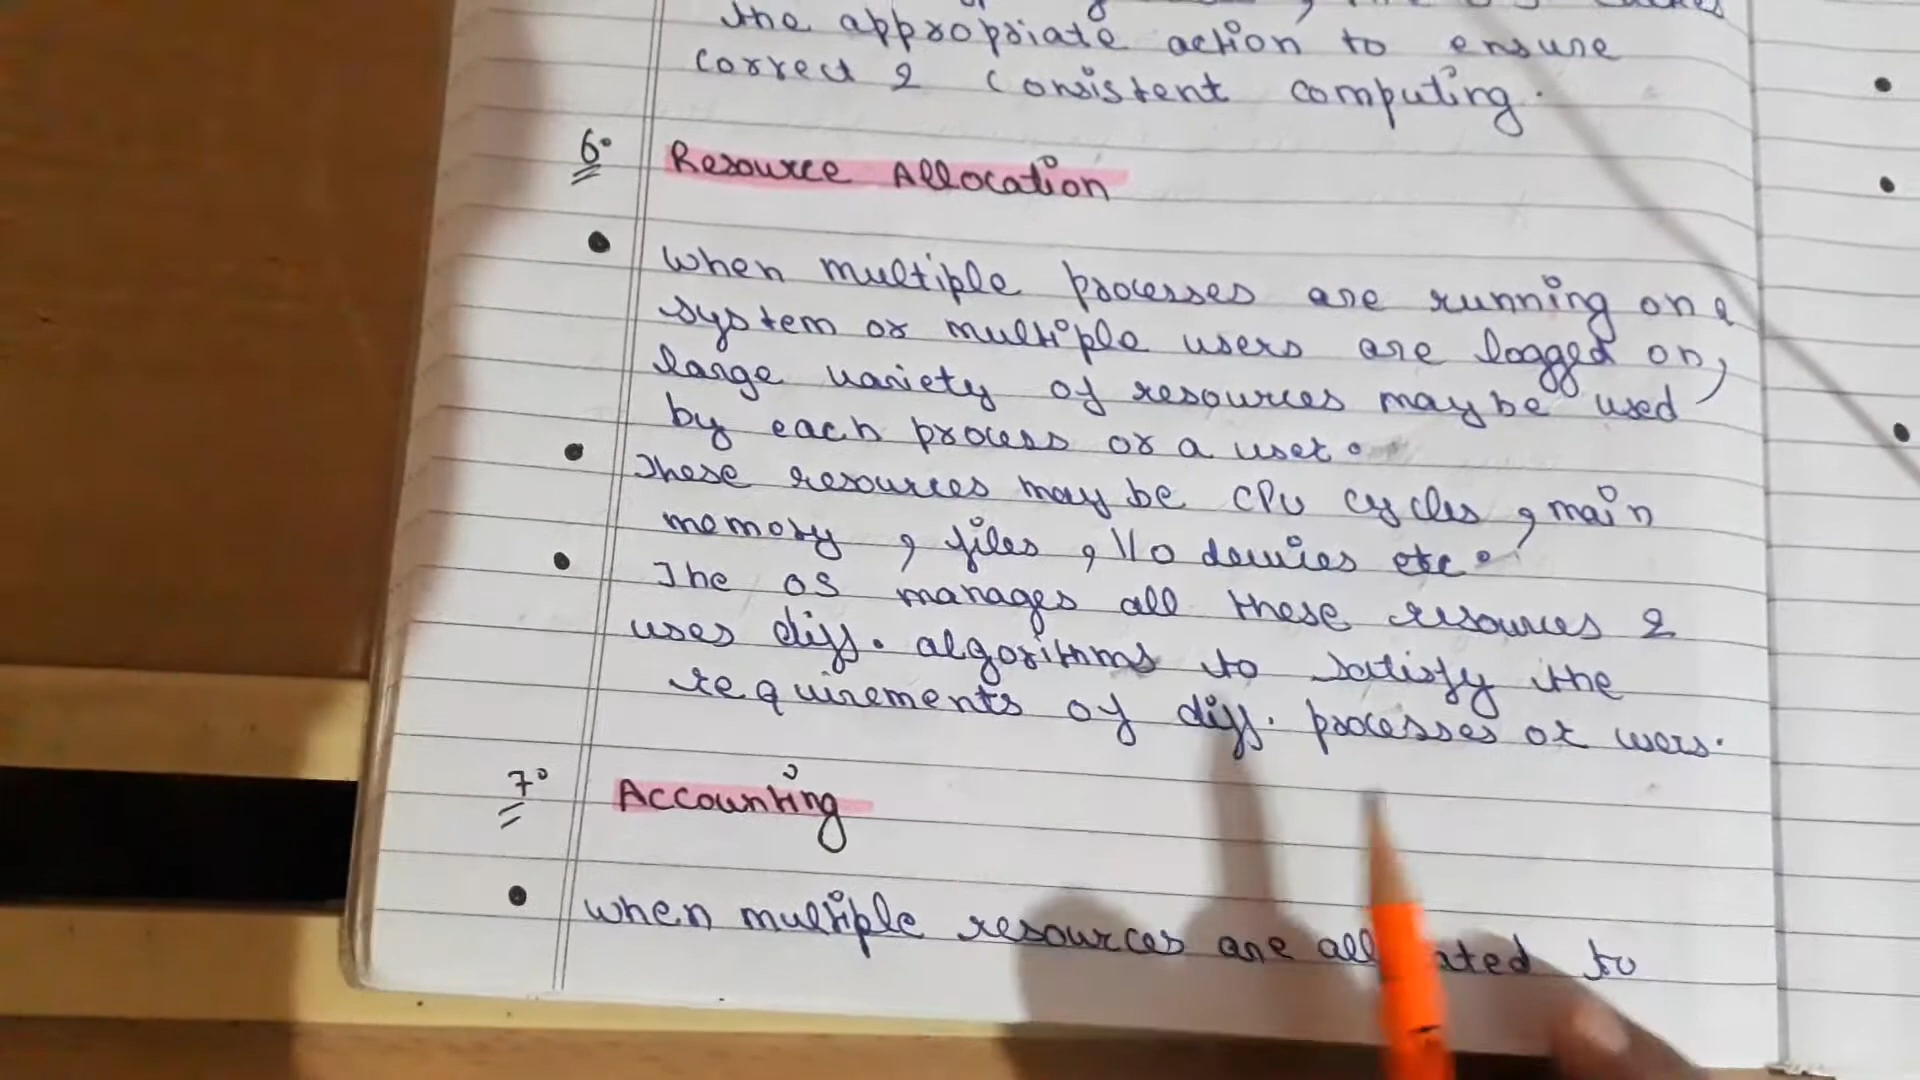 the appropriate action to ensure
correct & consistent computing.
6. Resource Allocation
• When multiple processes are running on a
system or multiple users are logged on,
large variety of resources may be used
by each process or a user.
• These resources may be CPU cycles, main
memory, files, I/O devices etc.
• The OS manages all these resources &
uses diff. algorithms to satisfy the
requirements of diff. processes or users.
7. Accounting
• when multiple resources are to